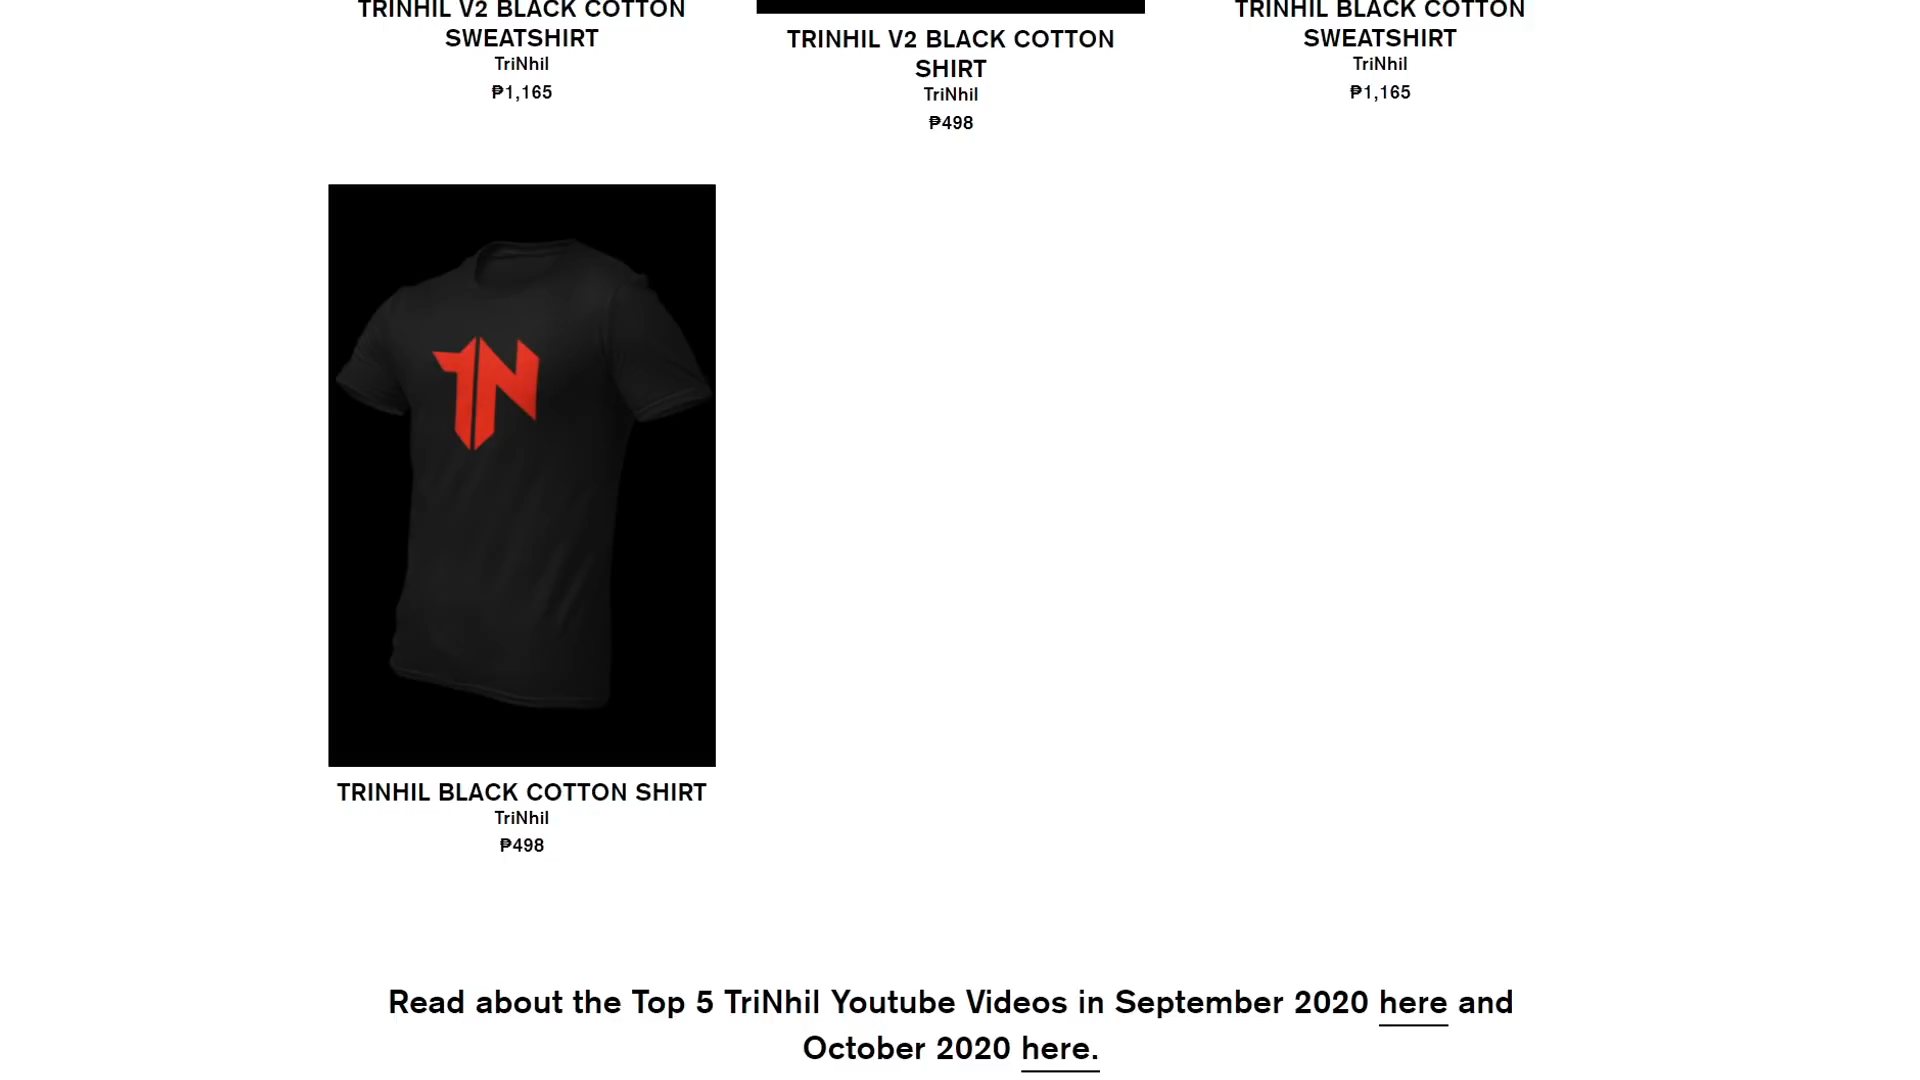 TRINHIL V2 BLACK COTTON
SWEATSHIRT
TriNhil
₱1,165
TRINHIL V2 BLACK COTTON
SHIRT
TriNhil
₱498
TRINHIL BLACK COTTON
SWEATSHIRT
TriNhil
₱1,165
TN
TRINHIL BLACK COTTON SHIRT
TriNhil
₱498
Read about the Top 5 TriNhil Youtube Videos in September 2020 here and
October 2020 here.